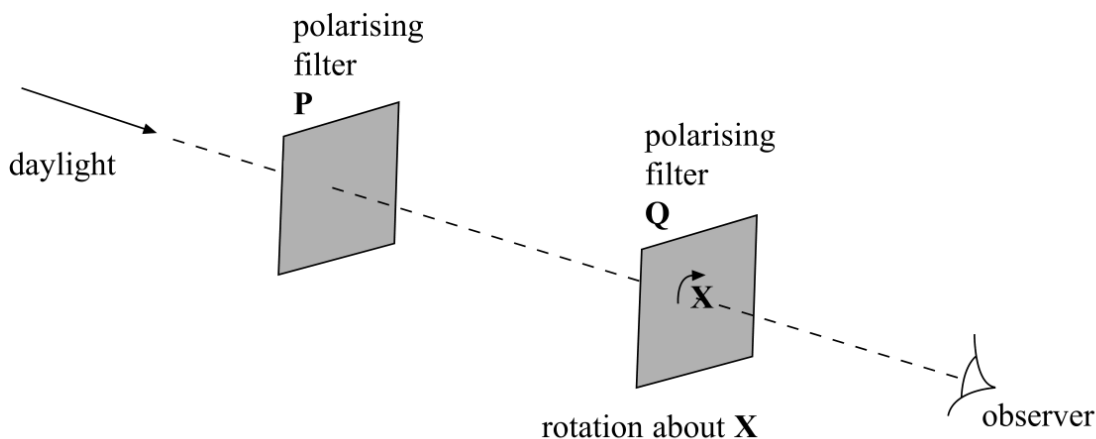 polarising
filter
P
daylight
polarising
filter
Q
X
observer
rotation about X